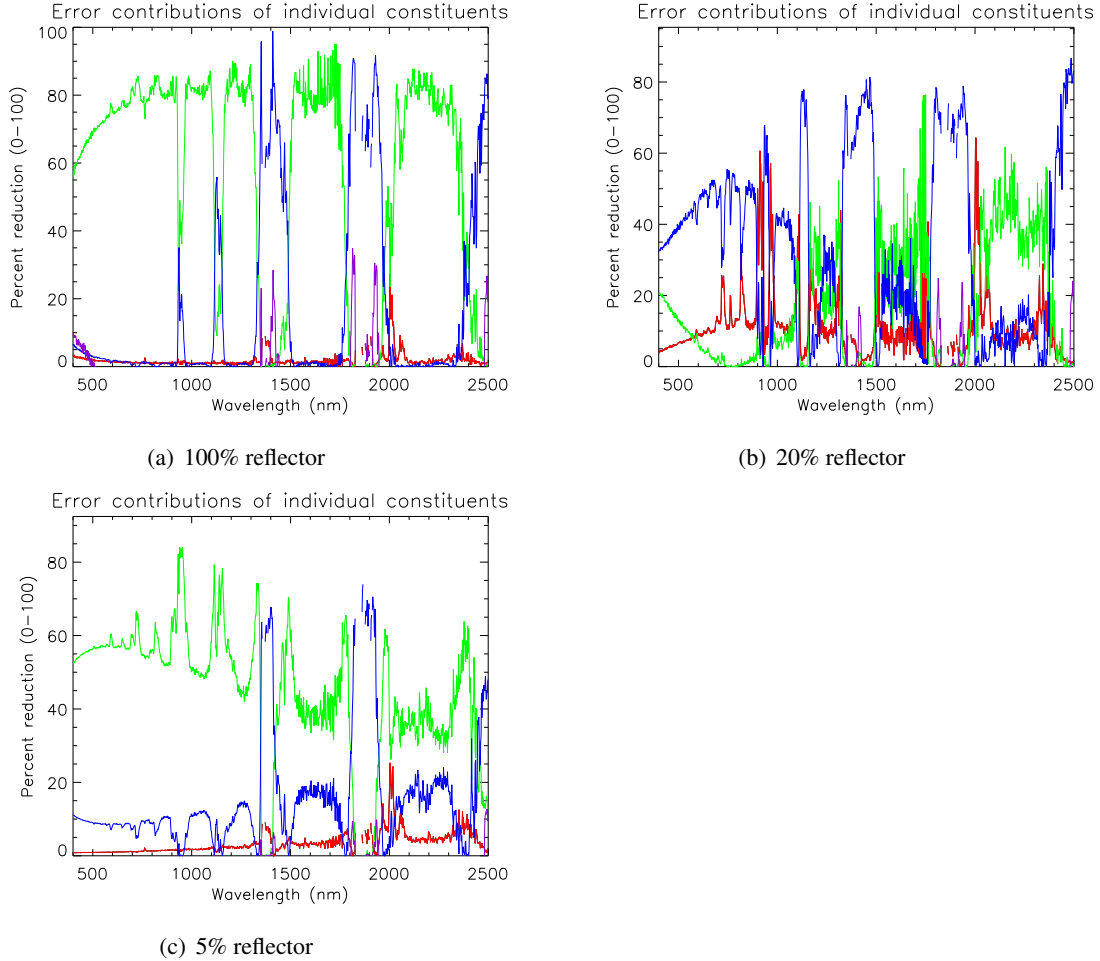 Error contributions of individual constituents
Percent reduction (0-100)
100
80
60
40
20
0
500 1000 1500 2000 2500
Wavelength (nm)
(a) 100% reflector
Error contributions of individual constituents
Percent reduction (0-100)
80
60
40
20
0
500 1000 1500 2000 2500
Wavelength (nm)
(b) 20% reflector
Error contributions of individual constituents
Percent reduction (0-100)
80
60
40
20
0
500 1000 1500 2000 2500
Wavelength (nm)
(c) 5% reflector